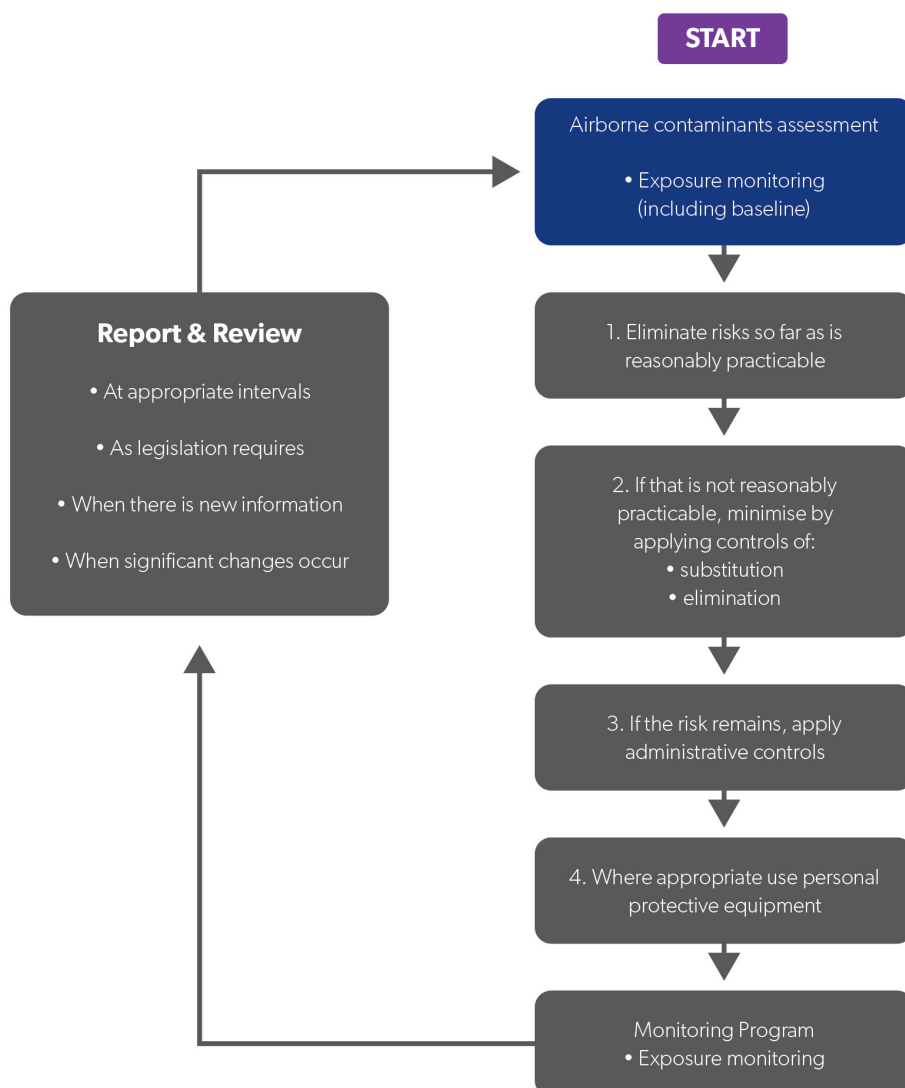 START
Airborne contaminants assessment
• Exposure monitoring
(including baseline)
1. Eliminate risks so far as is
reasonably practicable
2. If that is not reasonably
practicable, minimise by
applying controls of:
• substitution
• elimination
3. If the risk remains, apply
administrative controls
4. Where appropriate use personal
protective equipment
Monitoring Program
• Exposure monitoring
Report & Review
• At appropriate intervals
• As legislation requires
• When there is new information
• When significant changes occur